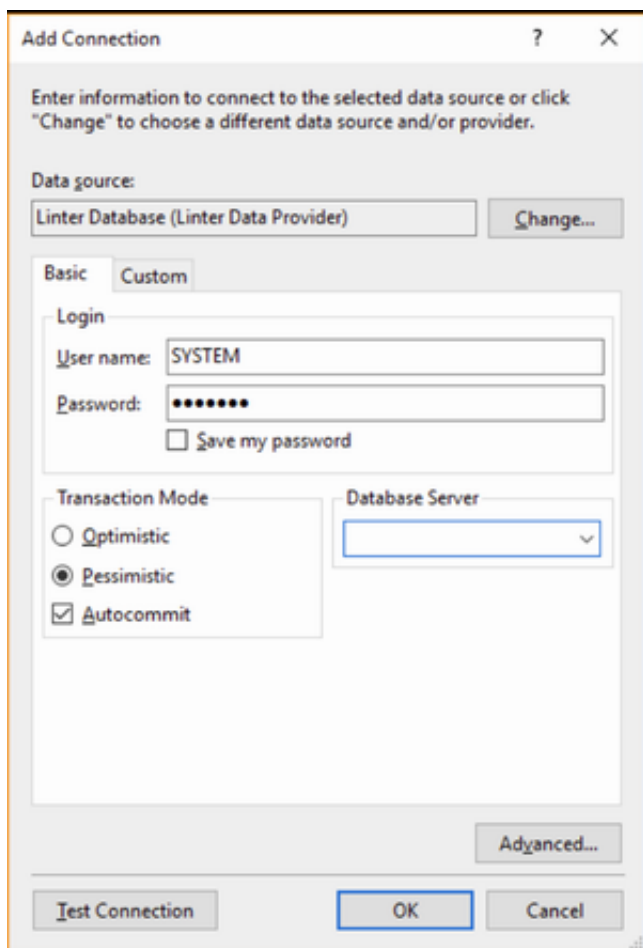 Add Connection ?
Enter information to connect to the selected data source or click
"Change" to choose a different data source and/or provider.
Data source:
Linter Database (Linter Data Provider) Change...
Basic Custom
Login
User name: SYSTEM
Password: •••••••
Save my password
Transaction Mode Database Server
Optimistic
Pessimistic
Autocommit
Advanced...
Test Connection OK Cancel